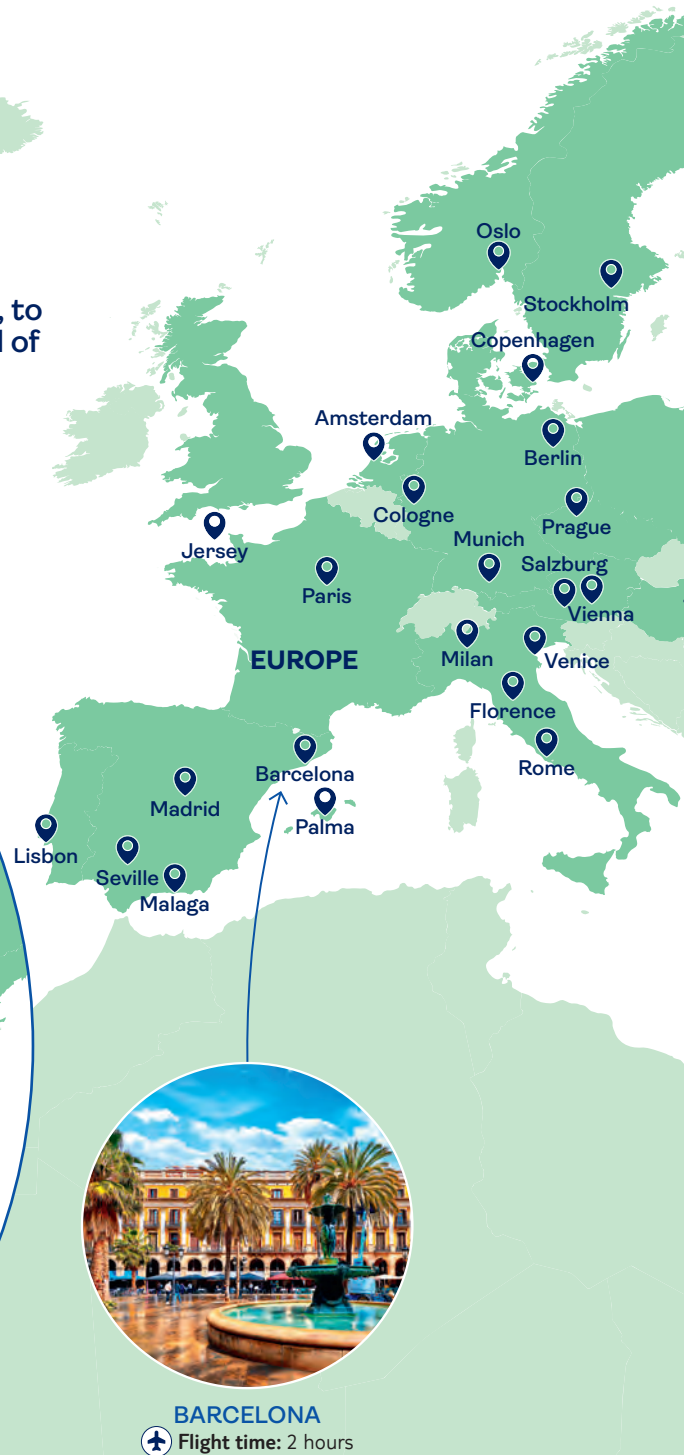 , to
l of
Oslo
Stockholm
Copenhagen
Amsterdam
Berlin
Cologne
Prague
Jersey
Munich
Paris
Salzburg
Vienna
EUROPE
Milan
Venice
Florence
Rome
Barcelona
Madrid
Palma
Lisbon
Seville
Malaga
BARCELONA
Flight time: 2 hours